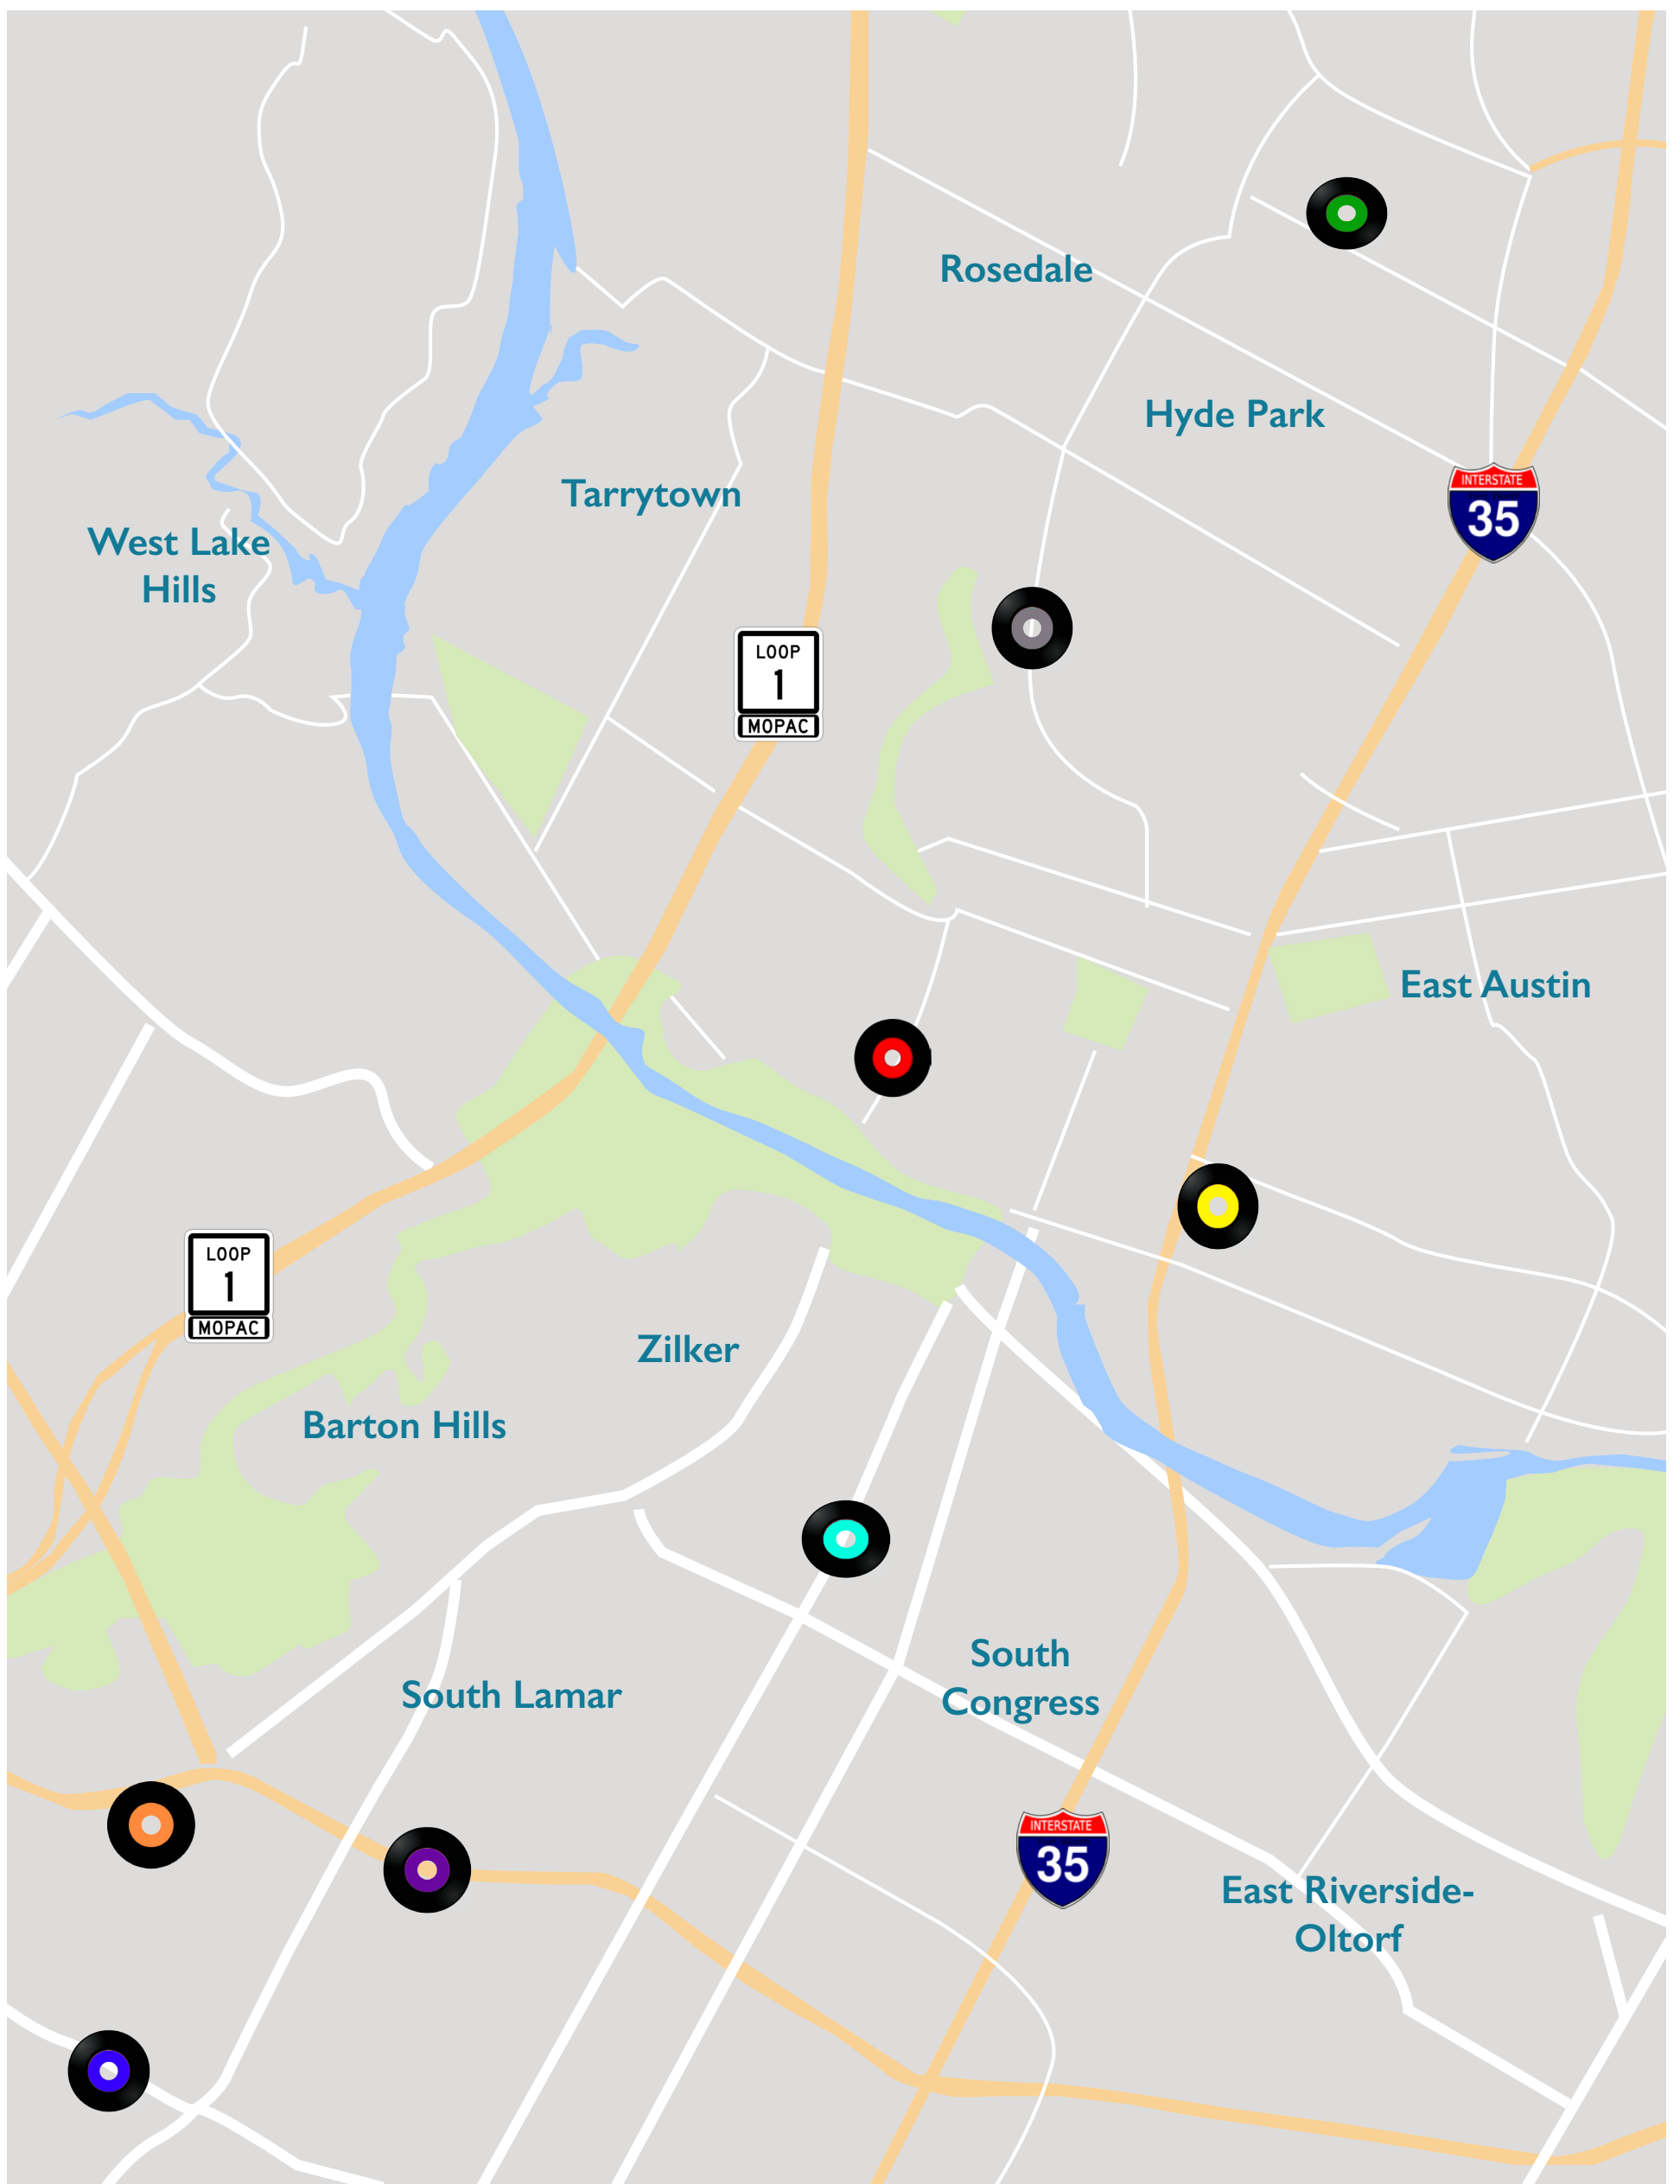 Rosedale
Hyde Park
INTERSTATE
35
Tarrytown
West Lake
Hills
LOOP
1
MOPAC
East Austin
LOOP
1
MOPAC
Zilker
Barton Hills
South
Congress
South Lamar
INTERSTATE
35
East Riverside-
Oltorf